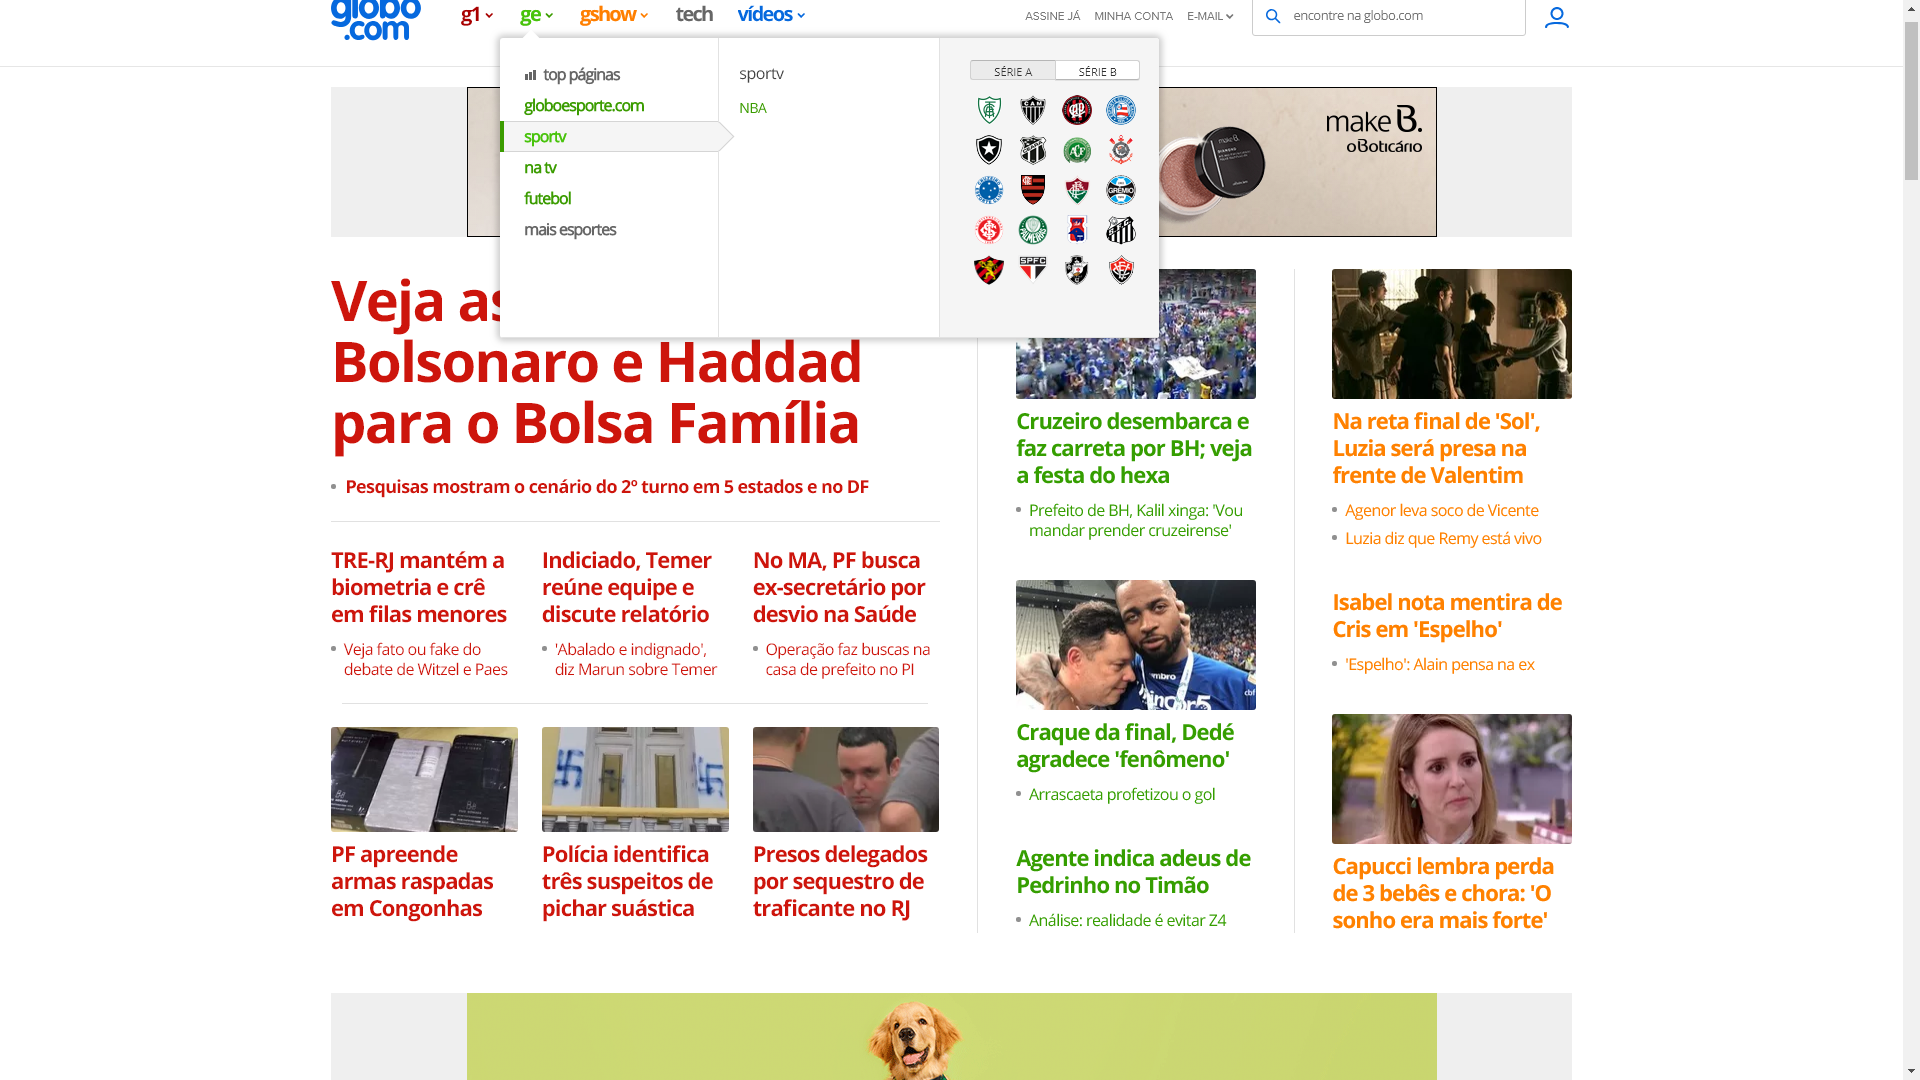 globo
.com
g1
ge
gshow
tech
vídeos
ASSINE JÁ
MINHA CONTA
E-MAIL
encontre na globo.com
top páginas
globoesporte.com
sportv
na tv
futebol
mais esportes
sportv
NBA
SÉRIE A
SÉRIE B
CAM
CAP
GRÊMIO
PALMEIRAS
SPFC
make B.
oBoticário
make B.
Veja as
Bolsonaro e Haddad
para o Bolsa Família
Pesquisas mostram o cenário do 2º turno em 5 estados e no DF
TRE-RJ mantém a
biometria e crê
em filas menores
Veja fato ou fake do
debate de Witzel e Paes
Indiciado, Temer
reúne equipe e
discute relatório
'Abalado e indignado',
diz Marun sobre Temer
No MA, PF busca
ex-secretário por
desvio na Saúde
Operação faz buscas na
casa de prefeito no PI
PF apreende
armas raspadas
em Congonhas
Polícia identifica
três suspeitos de
pichar suástica
Presos delegados
por sequestro de
traficante no RJ
Cruzeiro desembarca e
faz carreta por BH; veja
a festa do hexa
Prefeito de BH, Kalil xinga: 'Vou
mandar prender cruzeirense'
umbro
cbf
Craque da final, Dedé
agradece 'fenômeno'
Arrascaeta profetizou o gol
Agente indica adeus de
Pedrinho no Timão
Análise: realidade é evitar Z4
Na reta final de 'Sol',
Luzia será presa na
frente de Valentim
Agenor leva soco de Vicente
Luzia diz que Remy está vivo
Isabel nota mentira de
Cris em 'Espelho'
'Espelho': Alain pensa na ex
Capucci lembra perda
de 3 bebês e chora: 'O
sonho era mais forte'